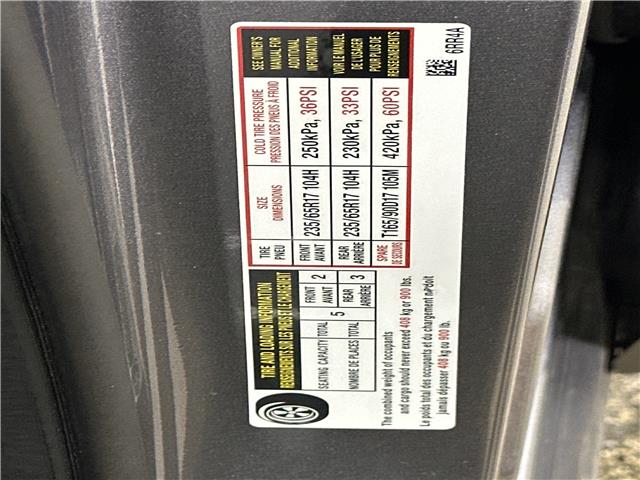 TIRE AND LOADING INFORMATION
RENSEIGNEMENTS SUR LES PNEUS ET LE CHARGEMENT
SEATING CAPACITY TOTAL
NOMBRE DE PLACES TOTAL
5
FRONT
AVANT
2
REAR
ARRIÈRE
3
The combined weight of occupants
and cargo should never exceed 408 kg or 900 lbs.
Le poids total des occupants et du chargement ne doit
jamais dépasser 408 kg ou 900 lb.
TIRE
PNEU
SIZE
DIMENSIONS
COLD TIRE PRESSURE
PRESSION DES PNEUS À FROID
FRONT
AVANT
235/65R17 104H
250kPa, 36PSI
REAR
ARRIÈRE
235/65R17 104H
230kPa, 33PSI
SPARE
DE SECOURS
T165/90D17 105M
420kPa, 60PSI
SEE OWNER'S
MANUAL FOR
ADDITIONAL
INFORMATION
VOIR LE MANUEL
DE L'USAGER
POUR PLUS DE
RENSEIGNEMENTS
6RR4A